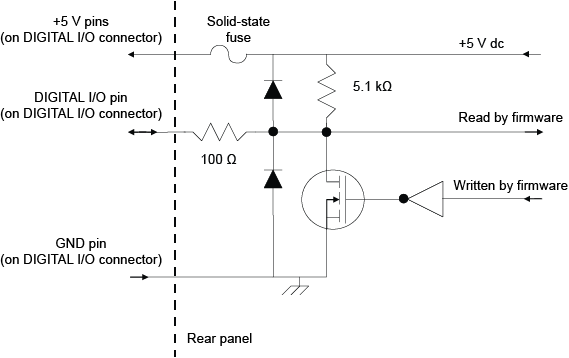 +5 V pins
(on DIGITAL I/O connector)
Solid-state
fuse
+5 V dc
5.1 kΩ
DIGITAL I/O pin
(on DIGITAL I/O connector)
Read by firmware
100 Ω
Written by firmware
GND pin
(on DIGITAL I/O connector)
Rear panel